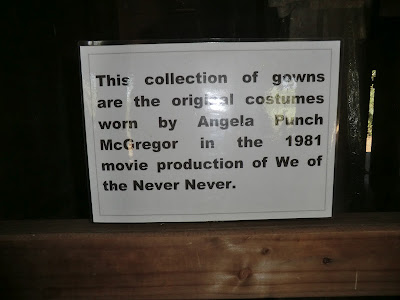 This collection of gowns
are the original costumes
worn by Angela Punch
McGregor in the 1981
movie production of We of
the Never Never.